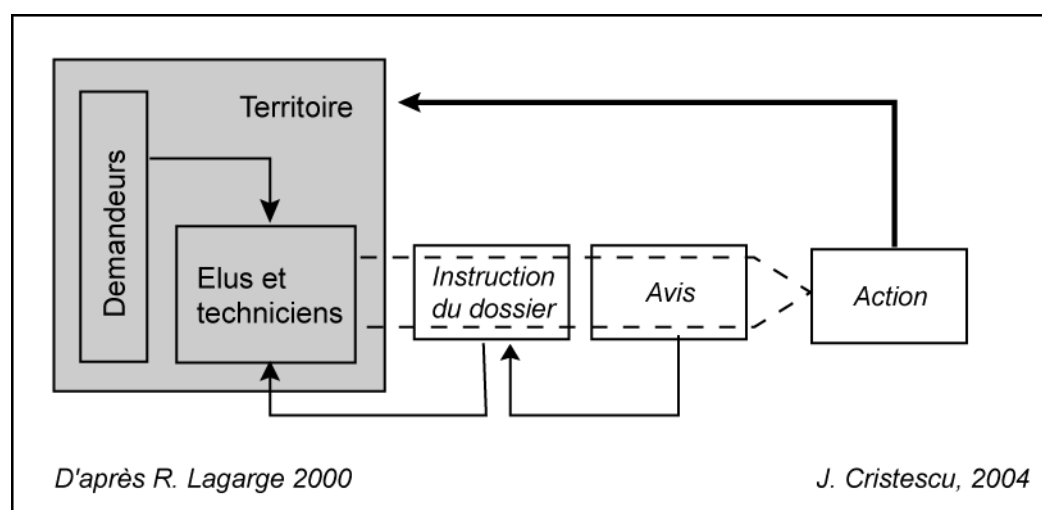 Territoire
Demandeurs
Elus et
techniciens
Instruction
du dossier
Avis
Action
D'après R. Lagarge 2000
J. Cristescu, 2004